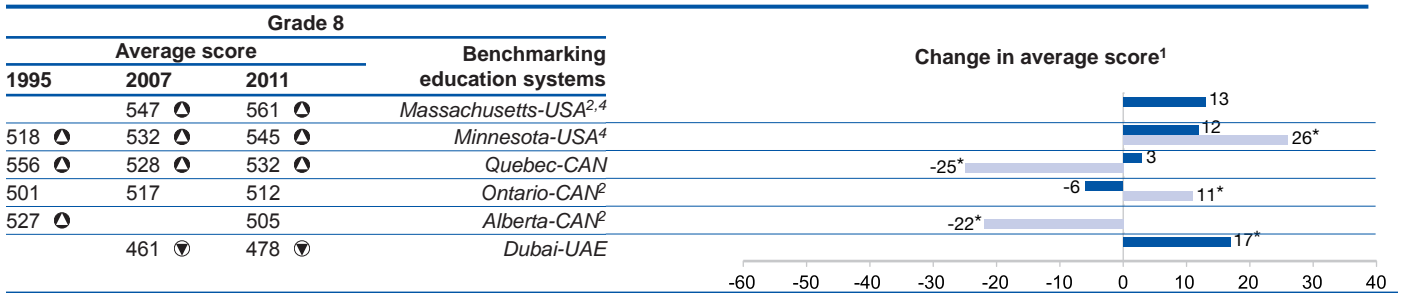 Grade 8
Average score
Benchmarking education systems
Change in average score¹
1995 2007 2011
547 561 Massachusetts-USA²,⁴ 13
518 532 545 Minnesota-USA⁴ 12 26*
556 528 532 Quebec-CAN -25* 3
501 517 512 Ontario-CAN² -6 11*
527 505 Alberta-CAN² -22*
461 478 Dubai-UAE 17*
-60 -50 -40 -30 -20 -10 0 10 20 30 40